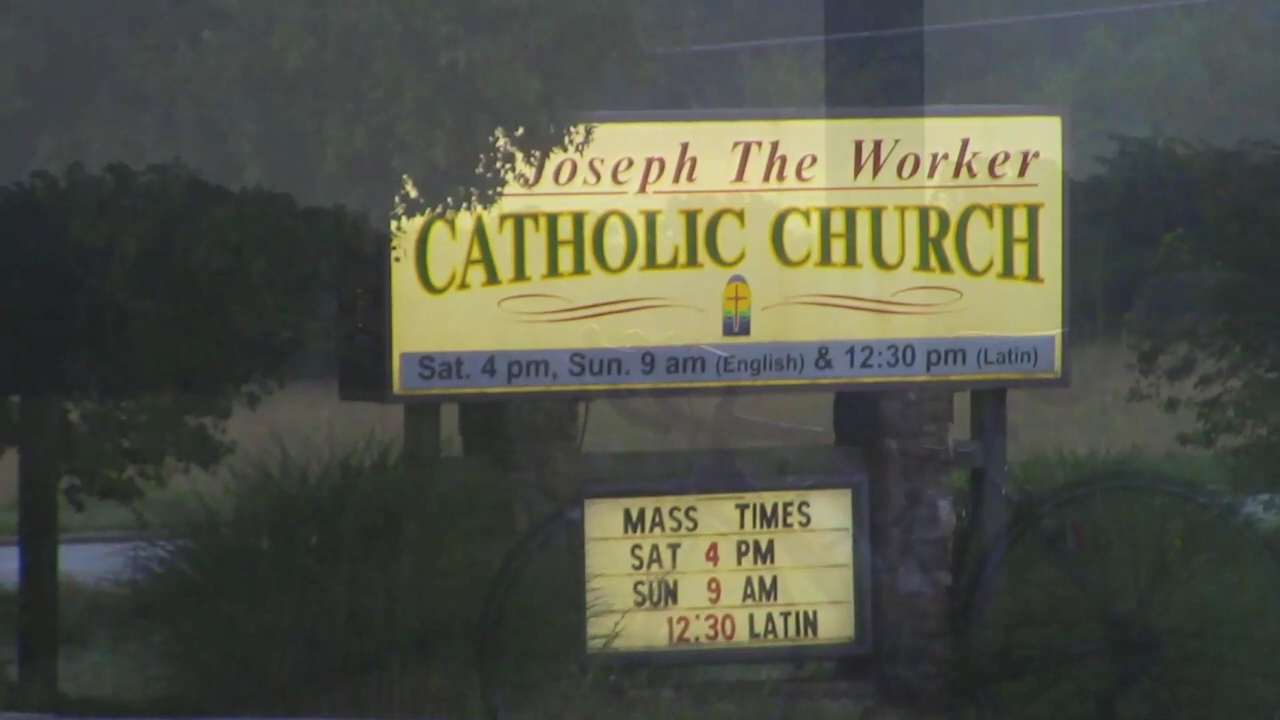 Joseph The Worker
CATHOLIC CHURCH
Sat. 4 pm, Sun. 9 am (English) & 12:30 pm (Latin)
MASS TIMES
SAT 4 PM
SUN 9 AM
12:30 LATIN